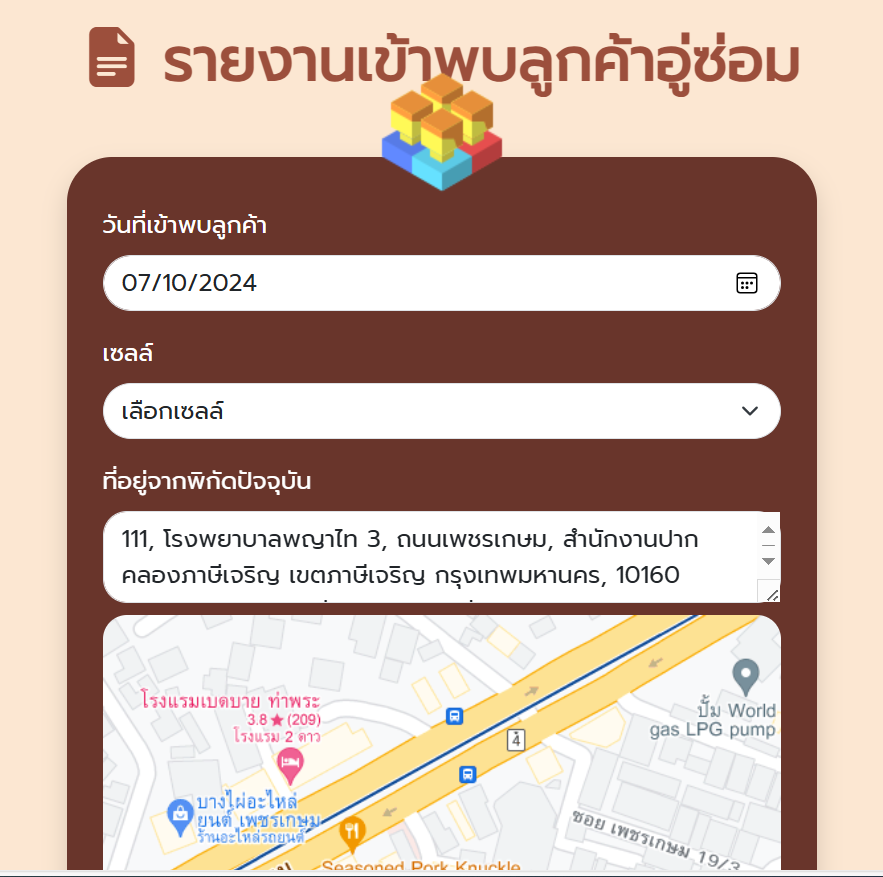 รายงานเข้าพบลูกค้าอู่ซ่อม
วันที่เข้าพบลูกค้า
07/10/2024
เซลล์
เลือกเซลล์
ที่อยู่จากพิกัดปัจจุบัน
111, โรงพยาบาลพญาไท 3, ถนนเพชรเกษม, สำนักงานปาก
คลองภาษีเจริญ เขตภาษีเจริญ กรุงเทพมหานคร, 10160
โรงแรมเบดบาย ท่าพระ
3.8 ★ (209)
โรงแรม 2 ดาว
ปั้ม World
gas LPG pump
4
บางไผ่อะไหล่
ยนต์ เพชรเกษม
ร้านอะไหล่รถยนต์
ซอย เพชรเกษม 19/3
Seasoned Pork Knuckle